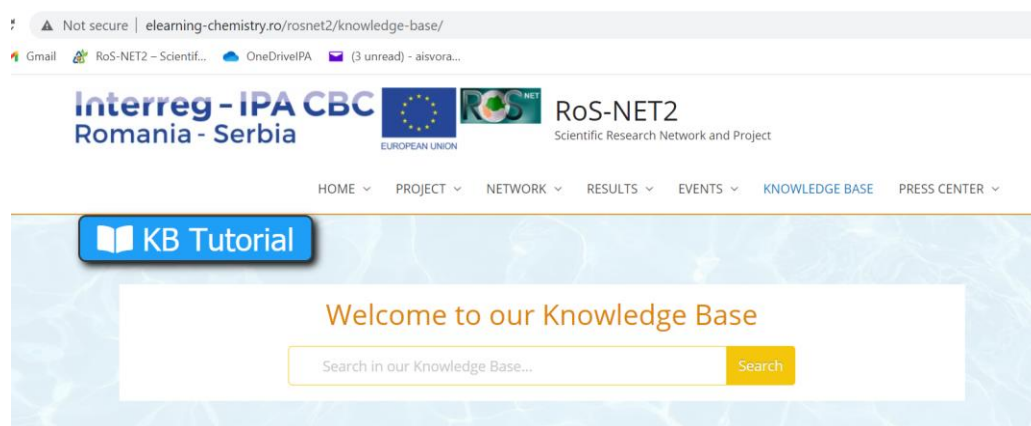 Not secure | elearning-chemistry.ro/rosnet2/knowledge-base/
Gmail RoS-NET2 – Scientif... OneDriveIPA (3 unread) - aisvora...
Interreg - IPA CBC
Romania - Serbia
EUROPEAN UNION
ROS NET
RoS-NET2
Scientific Research Network and Project
HOME PROJECT NETWORK RESULTS EVENTS KNOWLEDGE BASE PRESS CENTER
KB Tutorial
Welcome to our Knowledge Base
Search in our Knowledge Base... Search